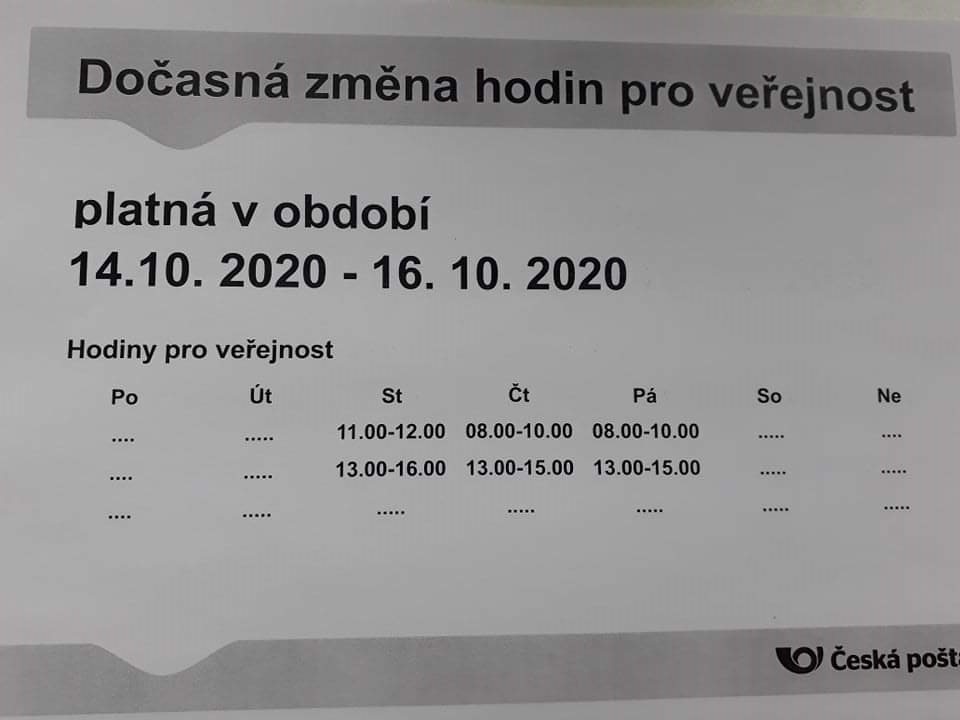 Dočasná změna hodin pro veřejnost
platná v období
14.10. 2020 - 16. 10. 2020
Hodiny pro veřejnost
Po Út St Čt Pá So Ne
.... ..... 11.00-12.00 08.00-10.00 08.00-10.00 ..... ....
.... ..... 13.00-16.00 13.00-15.00 13.00-15.00 ..... .....
.... ..... ..... ..... ..... ..... .....
Česká pošta